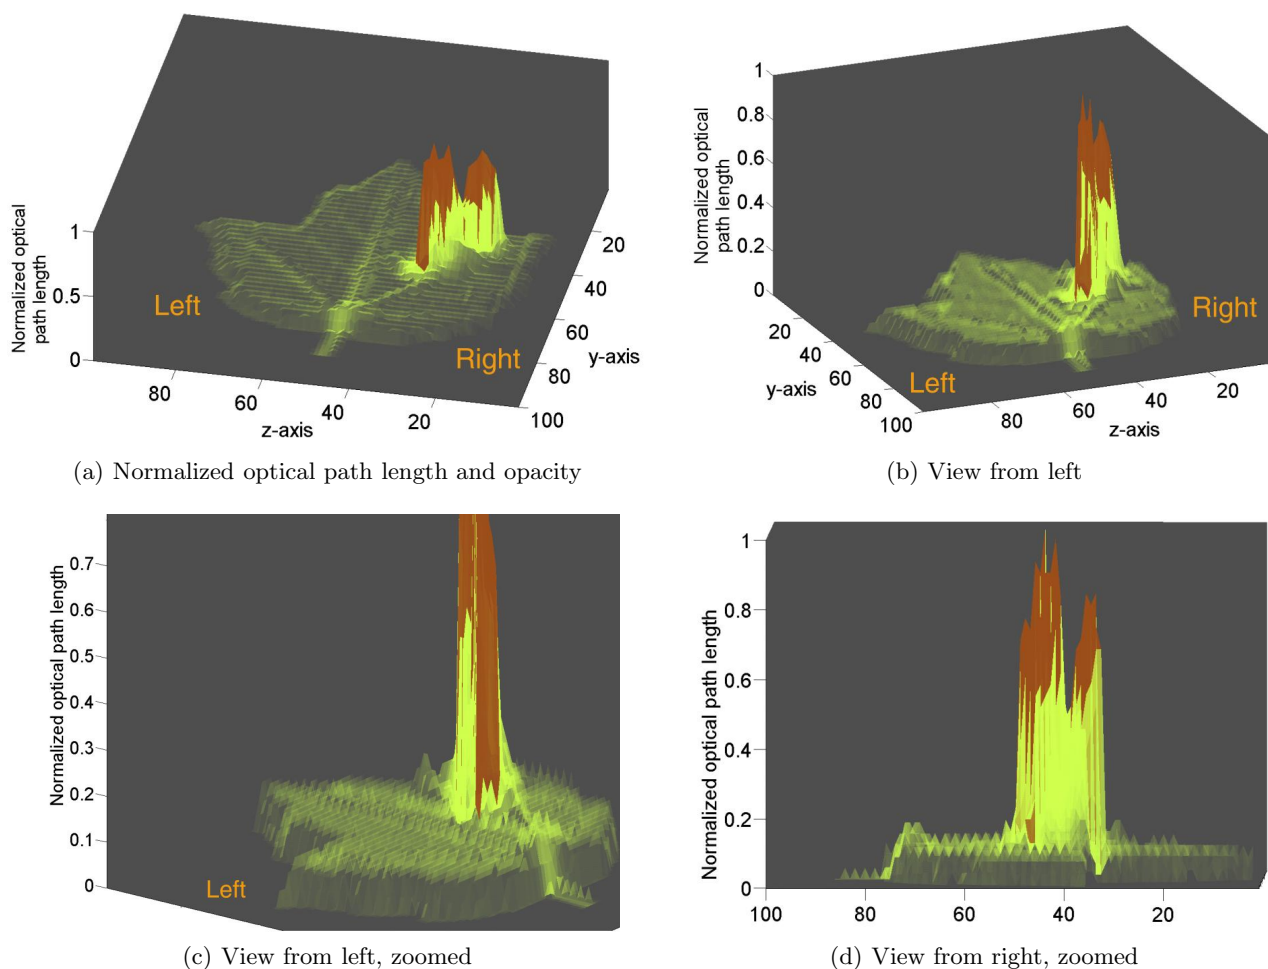 1
0.5
0
Normalized optical
path length
Left
Right
80
60
40
20
z-axis
20
40
60
80
100
y-axis
(a) Normalized optical path length and opacity
1
0.8
0.6
0.4
0.2
0
Normalized optical
path length
20
40
60
80
100
y-axis
Left
Right
80
60
40
20
z-axis
(b) View from left
0.7
0.6
0.5
0.4
0.3
0.2
0.1
0
Normalized optical path length
Left
(c) View from left, zoomed
1
0.8
0.6
0.4
0.2
0
Normalized optical path length
100
80
60
40
20
(d) View from right, zoomed